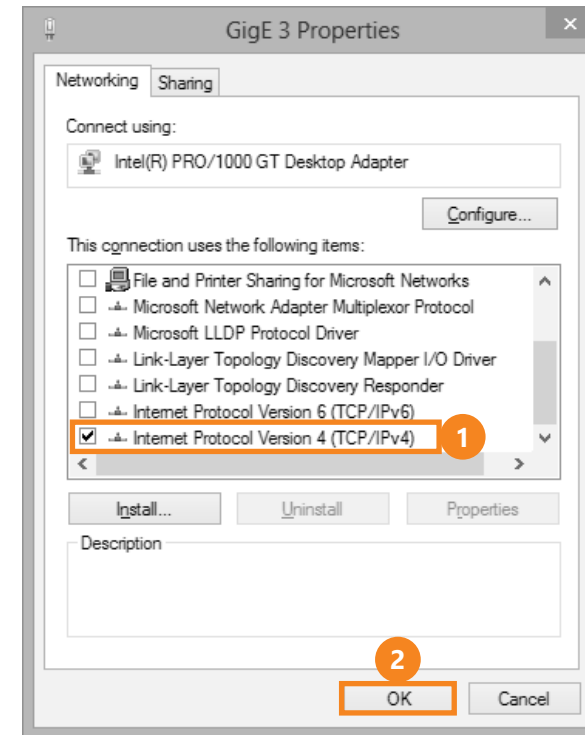 GigE 3 Properties
Networking
Sharing
Connect using:
Intel(R) PRO/1000 GT Desktop Adapter
Configure...
This connection uses the following items:
File and Printer Sharing for Microsoft Networks
Microsoft Network Adapter Multiplexor Protocol
Microsoft LLDP Protocol Driver
Link-Layer Topology Discovery Mapper I/O Driver
Link-Layer Topology Discovery Responder
Internet Protocol Version 6 (TCP/IPv6)
Internet Protocol Version 4 (TCP/IPv4)
1
Install...
Uninstall
Properties
Description
2
OK
Cancel